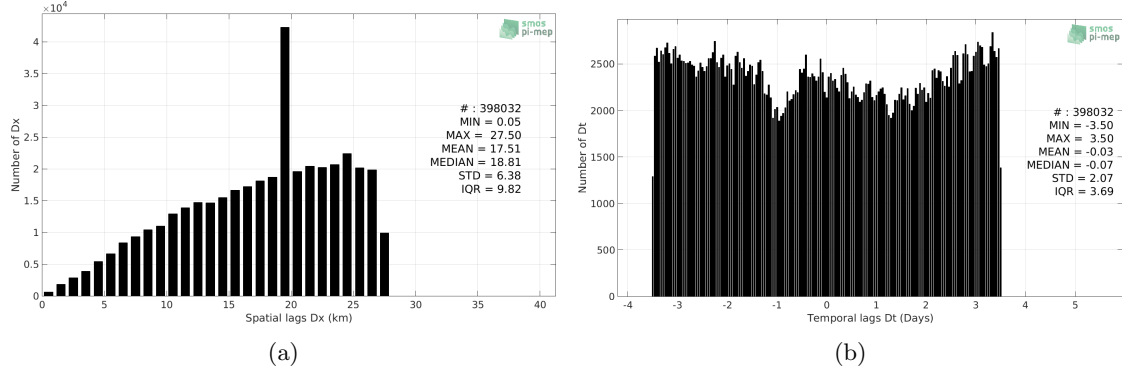 ×10⁴
4
3.5
3
2.5
2
1.5
1
0.5
0
Number of Dx
0 5 10 15 20 25 30 35 40
Spatial lags Dx (km)
smos
pi-mep
# : 398032
MIN = 0.05
MAX = 27.50
MEAN = 17.51
MEDIAN = 18.81
STD = 6.38
IQR = 9.82
(a)
2500
2000
1500
1000
500
0
Number of Dt
-4 -3 -2 -1 0 1 2 3 4 5
Temporal lags Dt (Days)
smos
pi-mep
# : 398032
MIN = -3.50
MAX = 3.50
MEAN = -0.03
MEDIAN = -0.07
STD = 2.07
IQR = 3.69
(b)